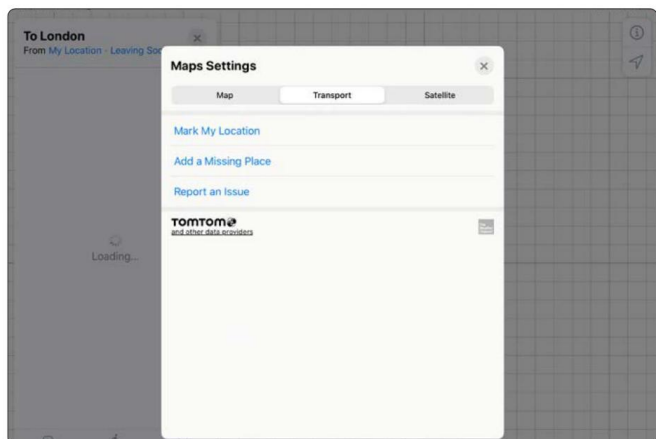 To London
From My Location · Leaving Soo
Maps Settings
Map
Transport
Satellite
Mark My Location
Add a Missing Place
Report an Issue
TOMTOM
and other data providers
Loading...